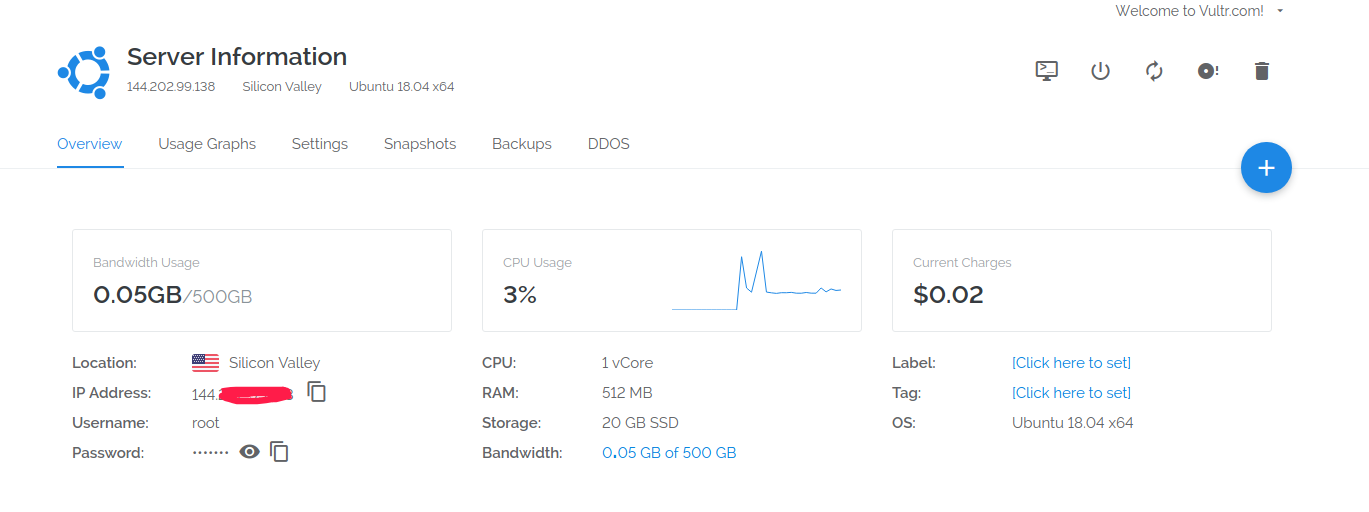 Welcome to Vultr.com!
Server Information
144.202.99.138 Silicon Valley Ubuntu 18.04 x64
Overview Usage Graphs Settings Snapshots Backups DDOS
Bandwidth Usage
0.05GB/500GB
CPU Usage
3%
Current Charges
$0.02
Location: Silicon Valley
IP Address: 144.
Username: root
Password: •••••••
CPU: 1 vCore
RAM: 512 MB
Storage: 20 GB SSD
Bandwidth: 0.05 GB of 500 GB
Label: [Click here to set]
Tag: [Click here to set]
OS: Ubuntu 18.04 x64